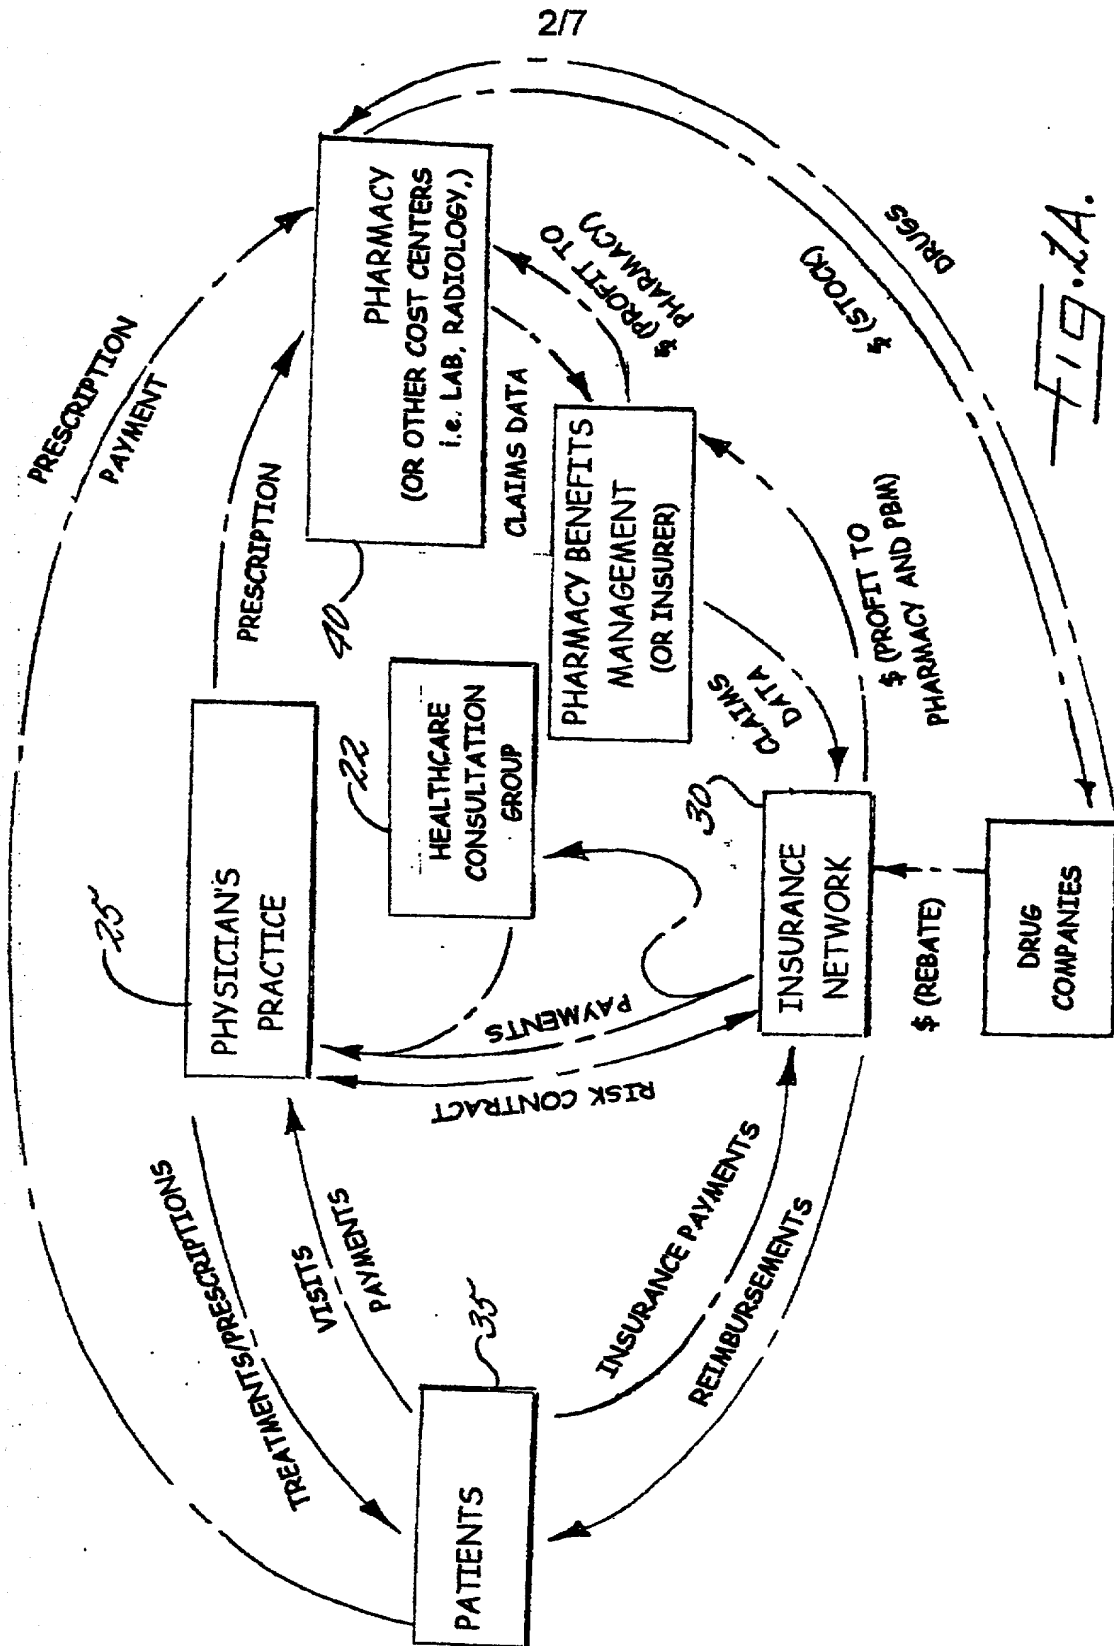 2/7
PRESCRIPTION
PAYMENT
PRESCRIPTION
25
PHYSICIAN'S
PRACTICE
PHARMACY
(OR OTHER COST CENTERS
i.e. LAB, RADIOLOGY,)
40
TREATMENTS/PRESCRIPTIONS
VISITS
PAYMENTS
22
HEALTHCARE
CONSULTATION
GROUP
CLAIMS DATA
$ (PROFIT TO
PHARMACY)
PATIENTS
35
RISK CONTRACT
PAYMENTS
PHARMACY BENEFITS
MANAGEMENT
(OR INSURER)
INSURANCE PAYMENTS
REIMBURSEMENTS
30
INSURANCE
NETWORK
CLAIMS
DATA
$ (PROFIT TO
PHARMACY AND PBM)
$ (REBATE)
DRUG
COMPANIES
$ (STOCK)
DRUGS